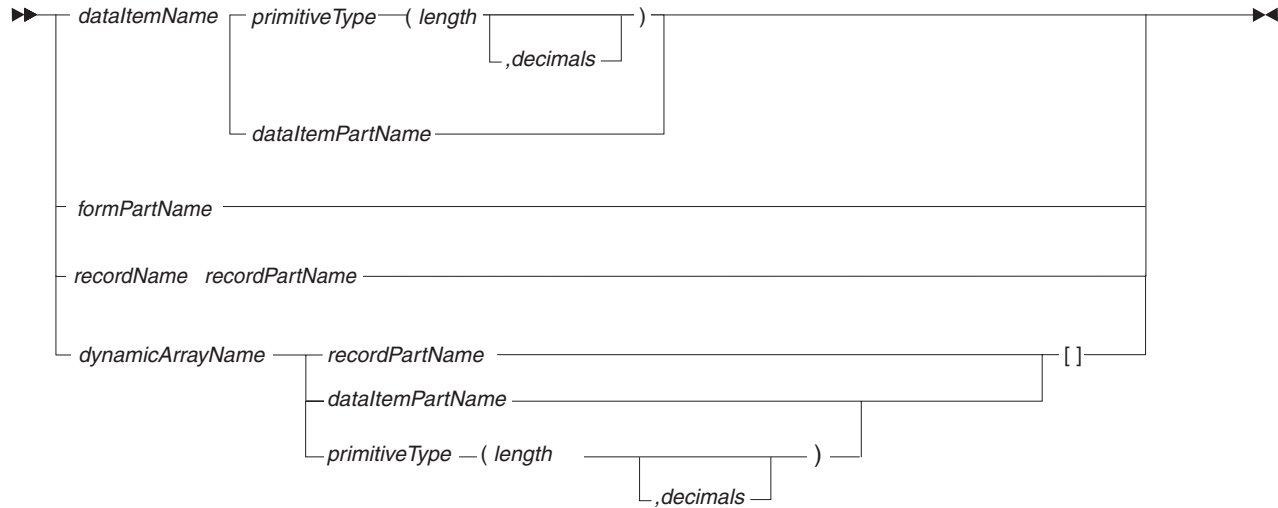 dataItemName primitiveType ( length )
,decimals
dataItemPartName
formPartName
recordName recordPartName
dynamicArrayName recordPartName [ ]
dataItemPartName
primitiveType ( length )
,decimals